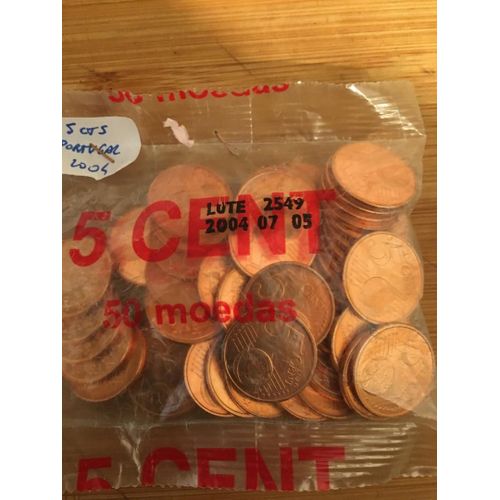 50 moedas
5 CTS
PORTUGAL
2004
LOTE 2549
2004 07 05
5 CENT
50 moedas
5 CENT